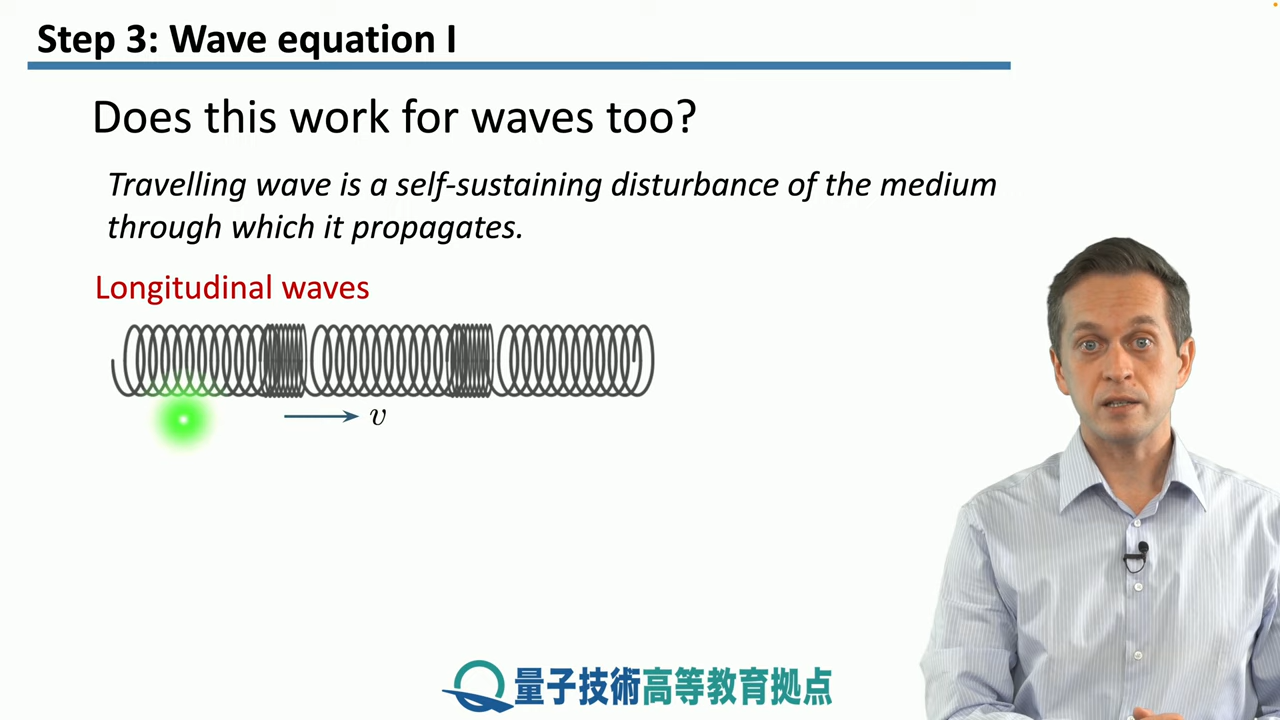 Step 3: Wave equation I
Does this work for waves too?
Travelling wave is a self-sustaining disturbance of the medium
through which it propagates.
Longitudinal waves
v
量子技術高等教育拠点